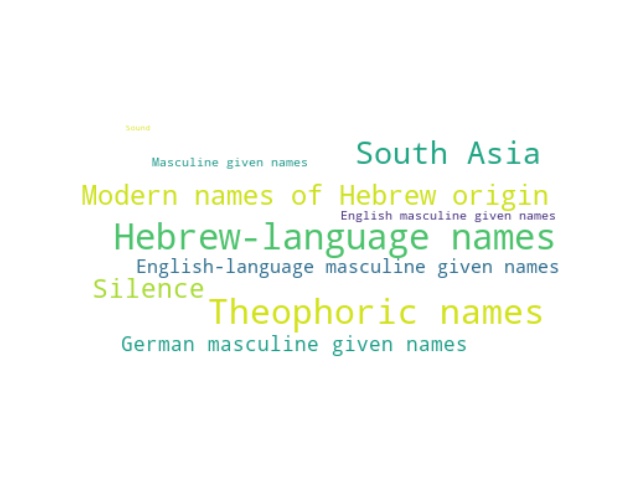 Sound
South Asia
Masculine given names
Modern names of Hebrew origin
English masculine given names
Hebrew-language names
English-language masculine given names
Silence
Theophoric names
German masculine given names